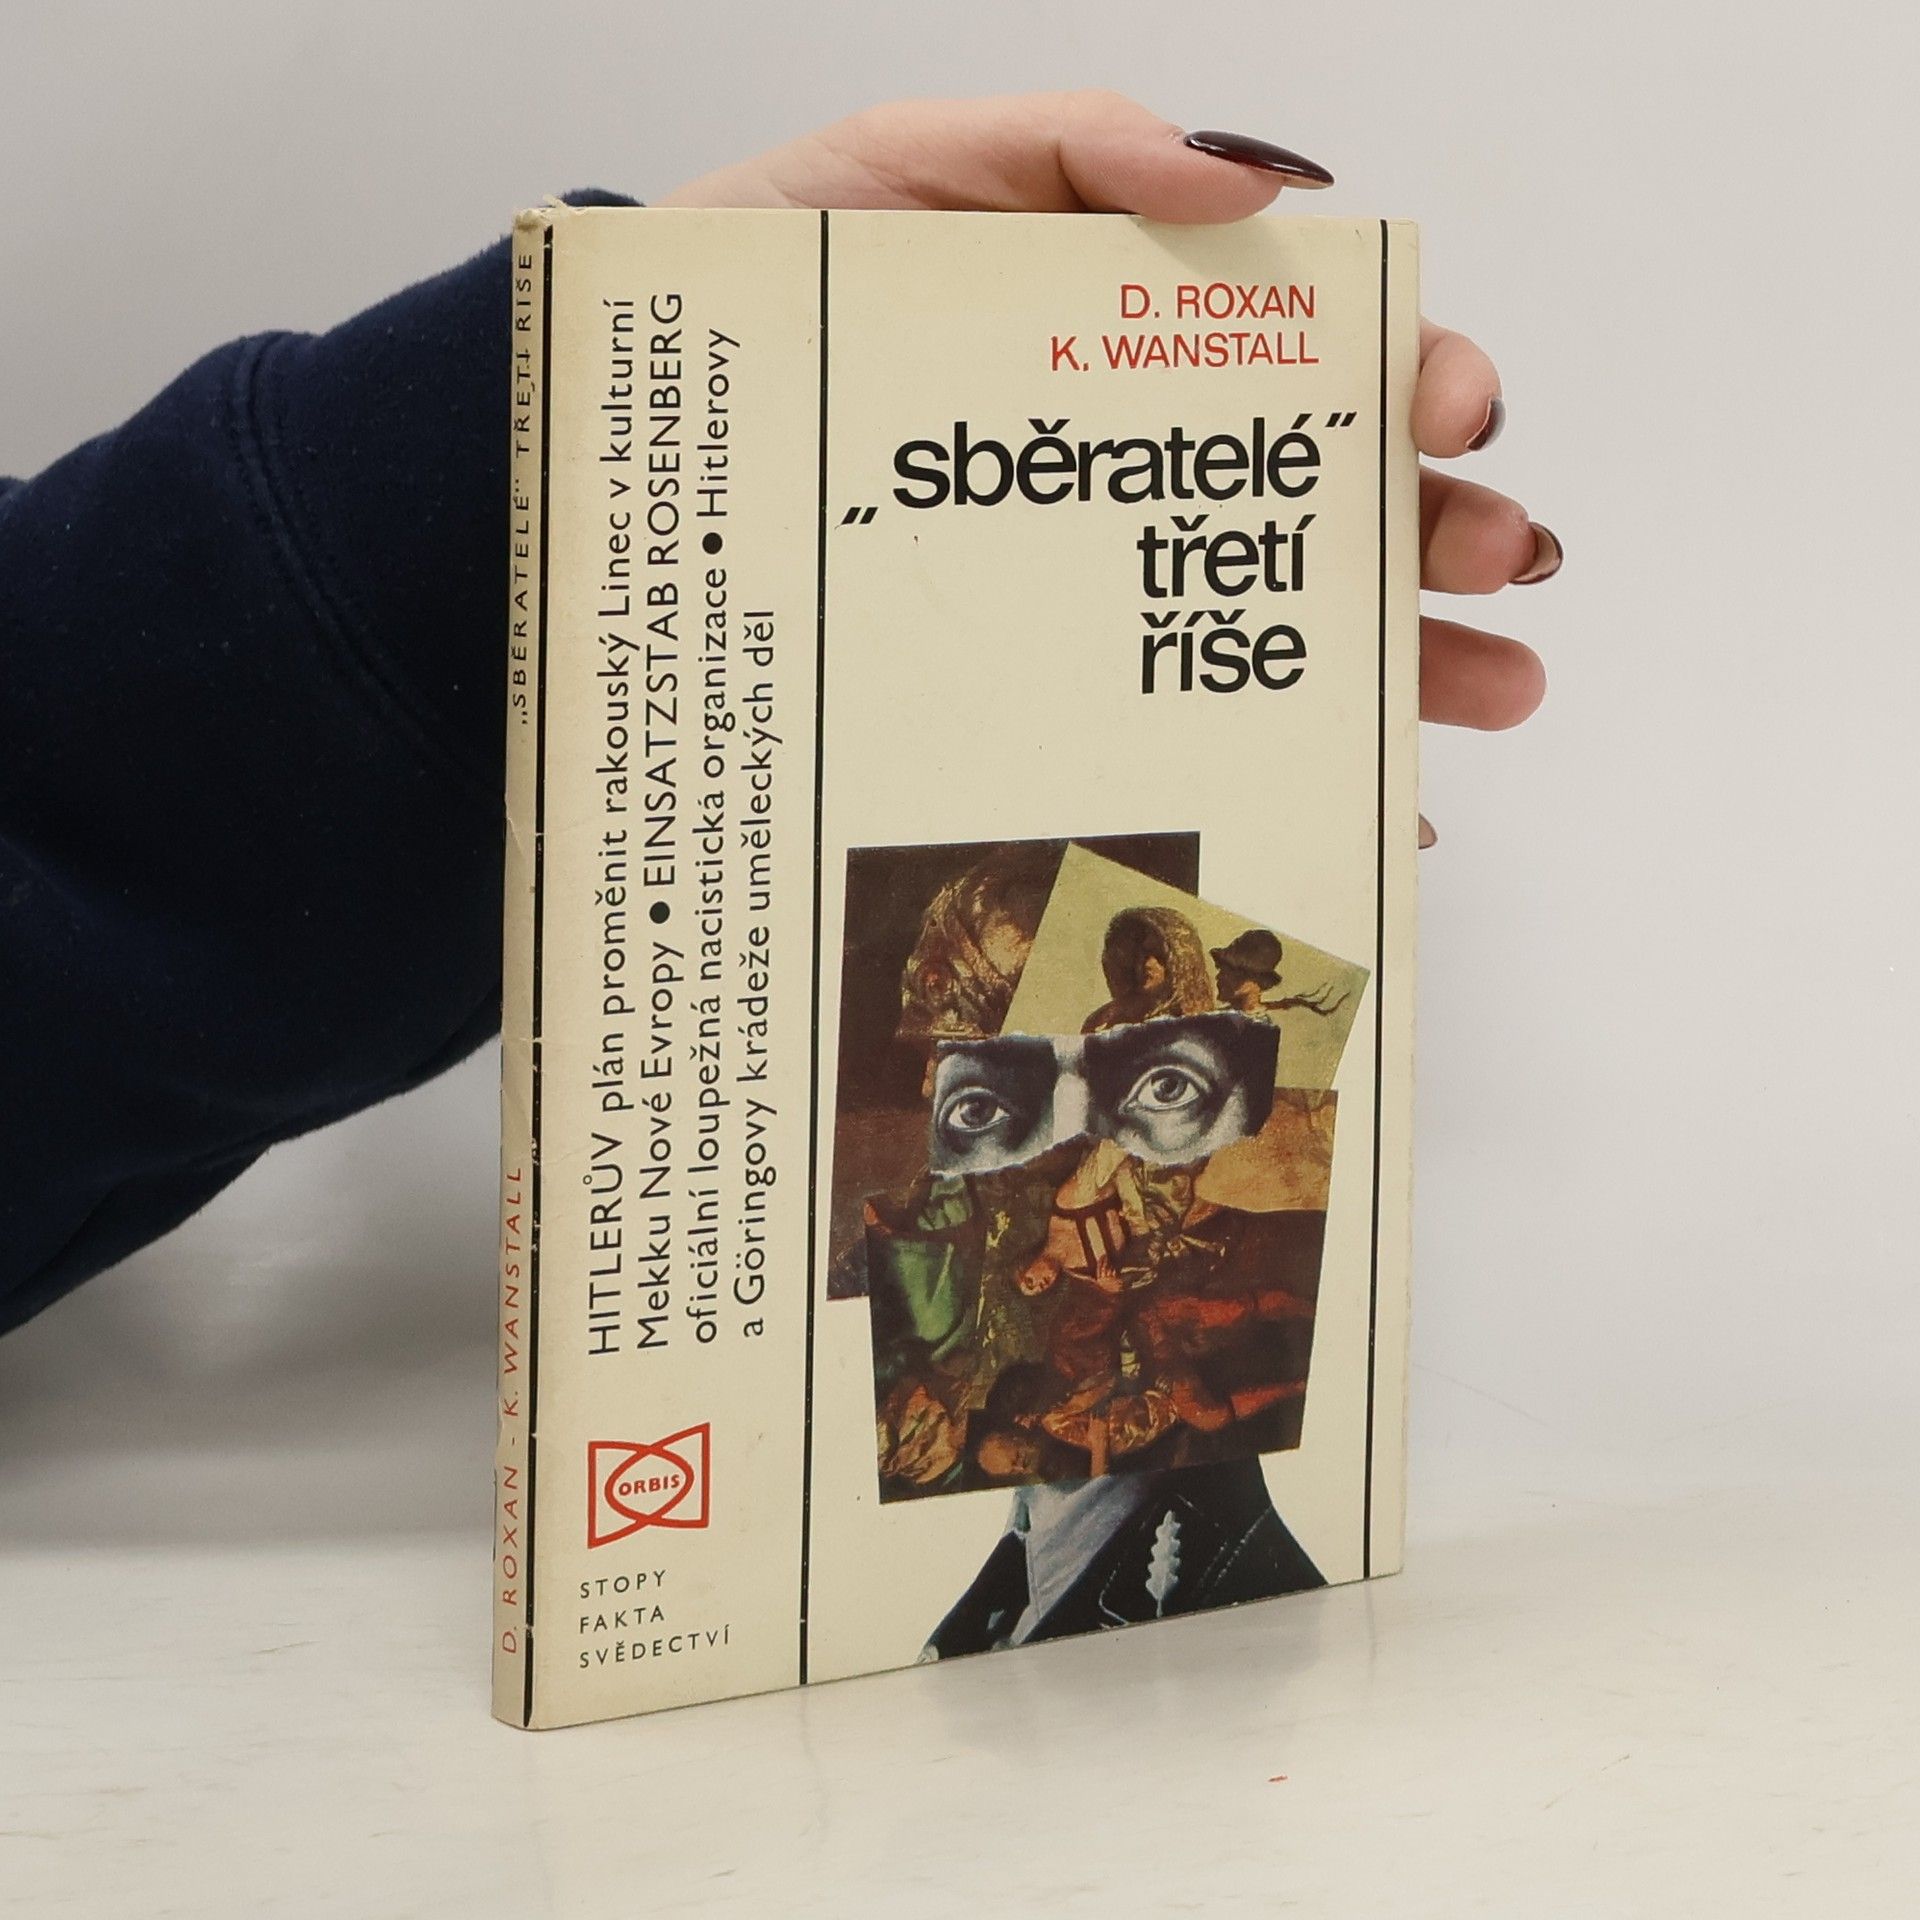 D. ROXAN - K. WANSTALL „SBĚRATELÉ“ TŘETÍ ŘÍŠE
HITLERŮV plán proměnit rakouský Linec v kulturní
Mekku Nové Evropy ● EINSATZSTAB ROSENBERG
oficiální loupežná nacistická organizace ● Hitlerovy
a Göringovy krádeže uměleckých děl
ORBIS
STOPY
FAKTA
SVĚDECTVÍ
D. ROXAN
K. WANSTALL
„sběratelé“
třetí
říše